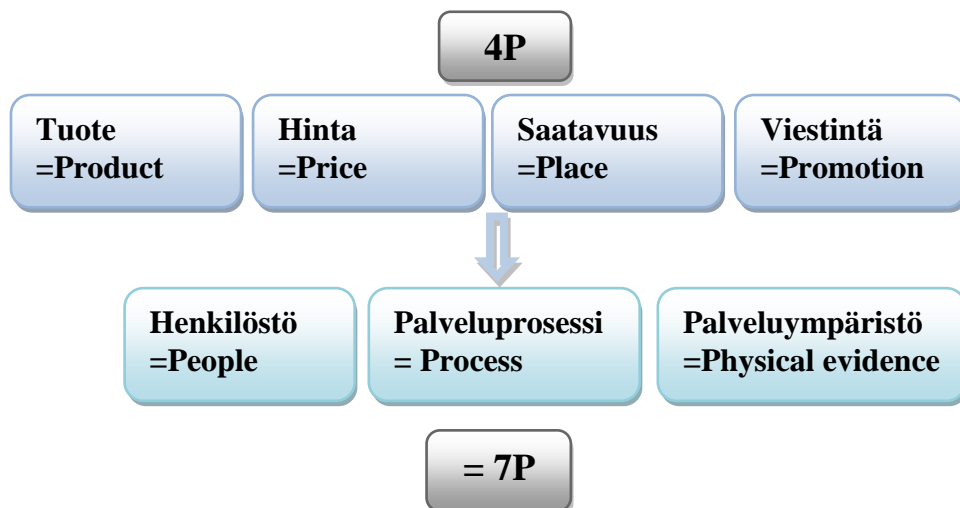 4P
Tuote
=Product
Hinta
=Price
Saatavuus
=Place
Viestintä
=Promotion
Henkilöstö
=People
Palveluprosessi
= Process
Palveluympäristö
=Physical evidence
= 7P